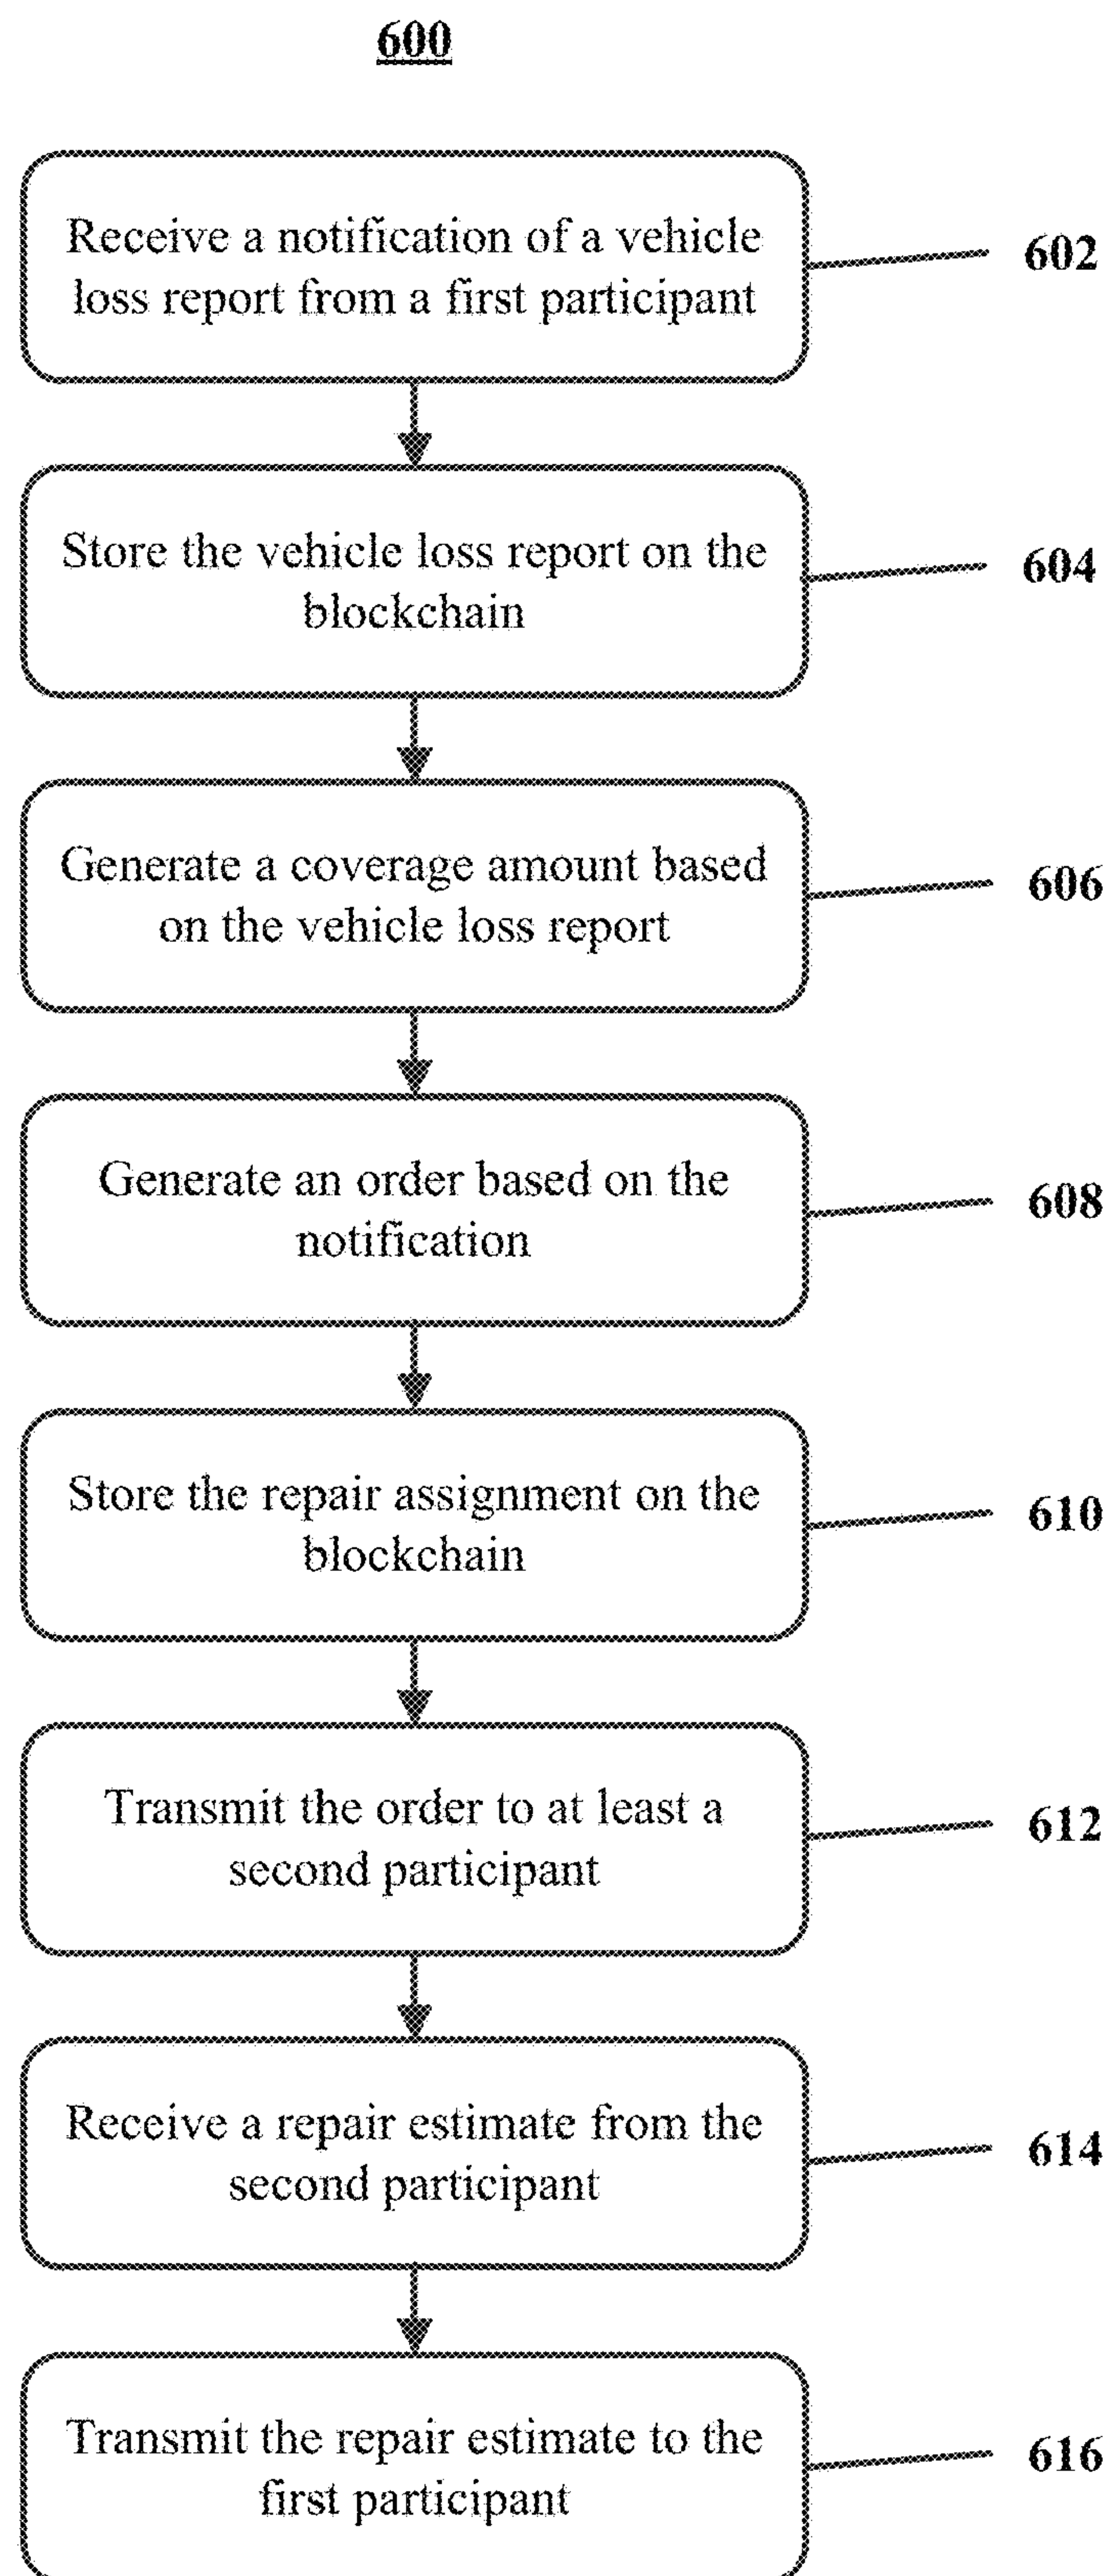 600
Receive a notification of a vehicle
loss report from a first participant
602
Store the vehicle loss report on the
blockchain
604
Generate a coverage amount based
on the vehicle loss report
606
Generate an order based on the
notification
608
Store the repair assignment on the
blockchain
610
Transmit the order to at least a
second participant
612
Receive a repair estimate from the
second participant
614
Transmit the repair estimate to the
first participant
616